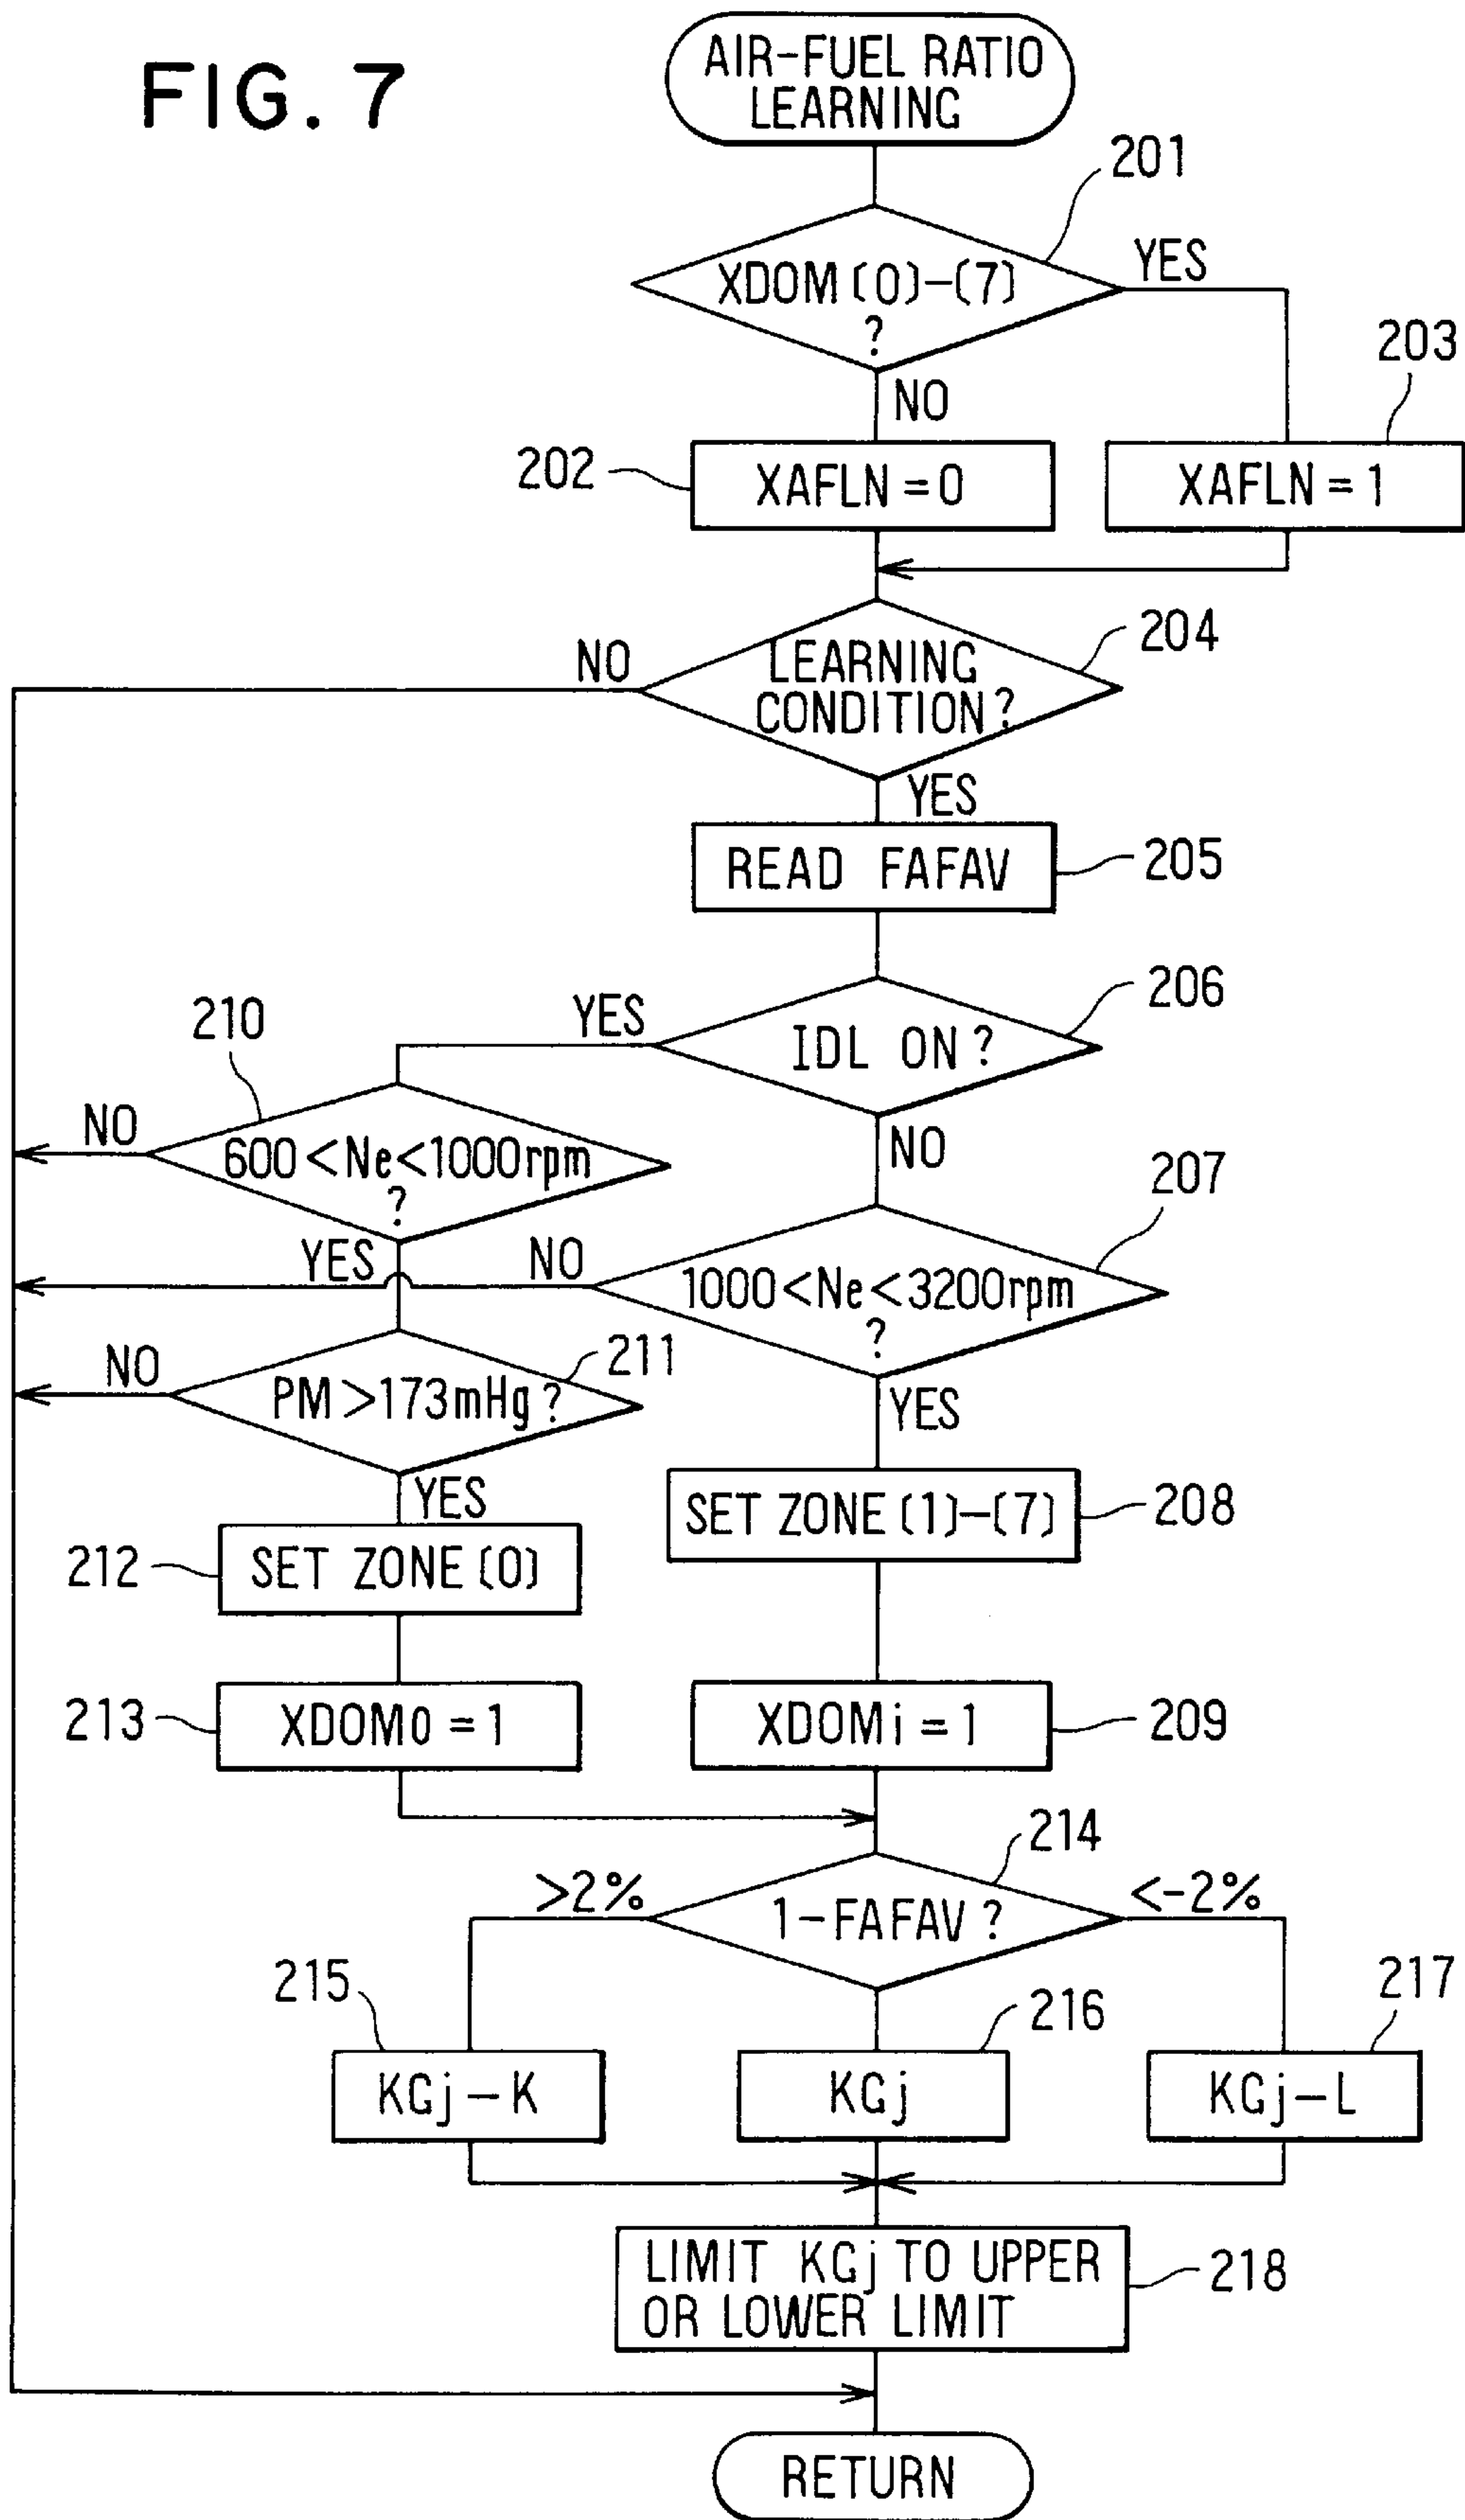 FIG. 7
AIR-FUEL RATIO
LEARNING
201
XDOM(0)-(7)
?
YES
NO
203
202
XAFLN=0
XAFLN=1
204
NO
LEARNING
CONDITION?
YES
READ FAFAV
205
206
YES
IDL ON?
210
NO
NO
600<Ne<1000rpm
?
207
YES
NO
1000<Ne<3200rpm
?
211
NO
PM>173mHg?
YES
YES
SET ZONE(1)-(7)
208
212
SET ZONE(0)
213
XDOM0=1
XDOMi=1
209
214
>2%
1-FAFAV?
<-2%
215
216
217
KGj-K
KGj
KGj-L
LIMIT KGj TO UPPER
OR LOWER LIMIT
218
RETURN